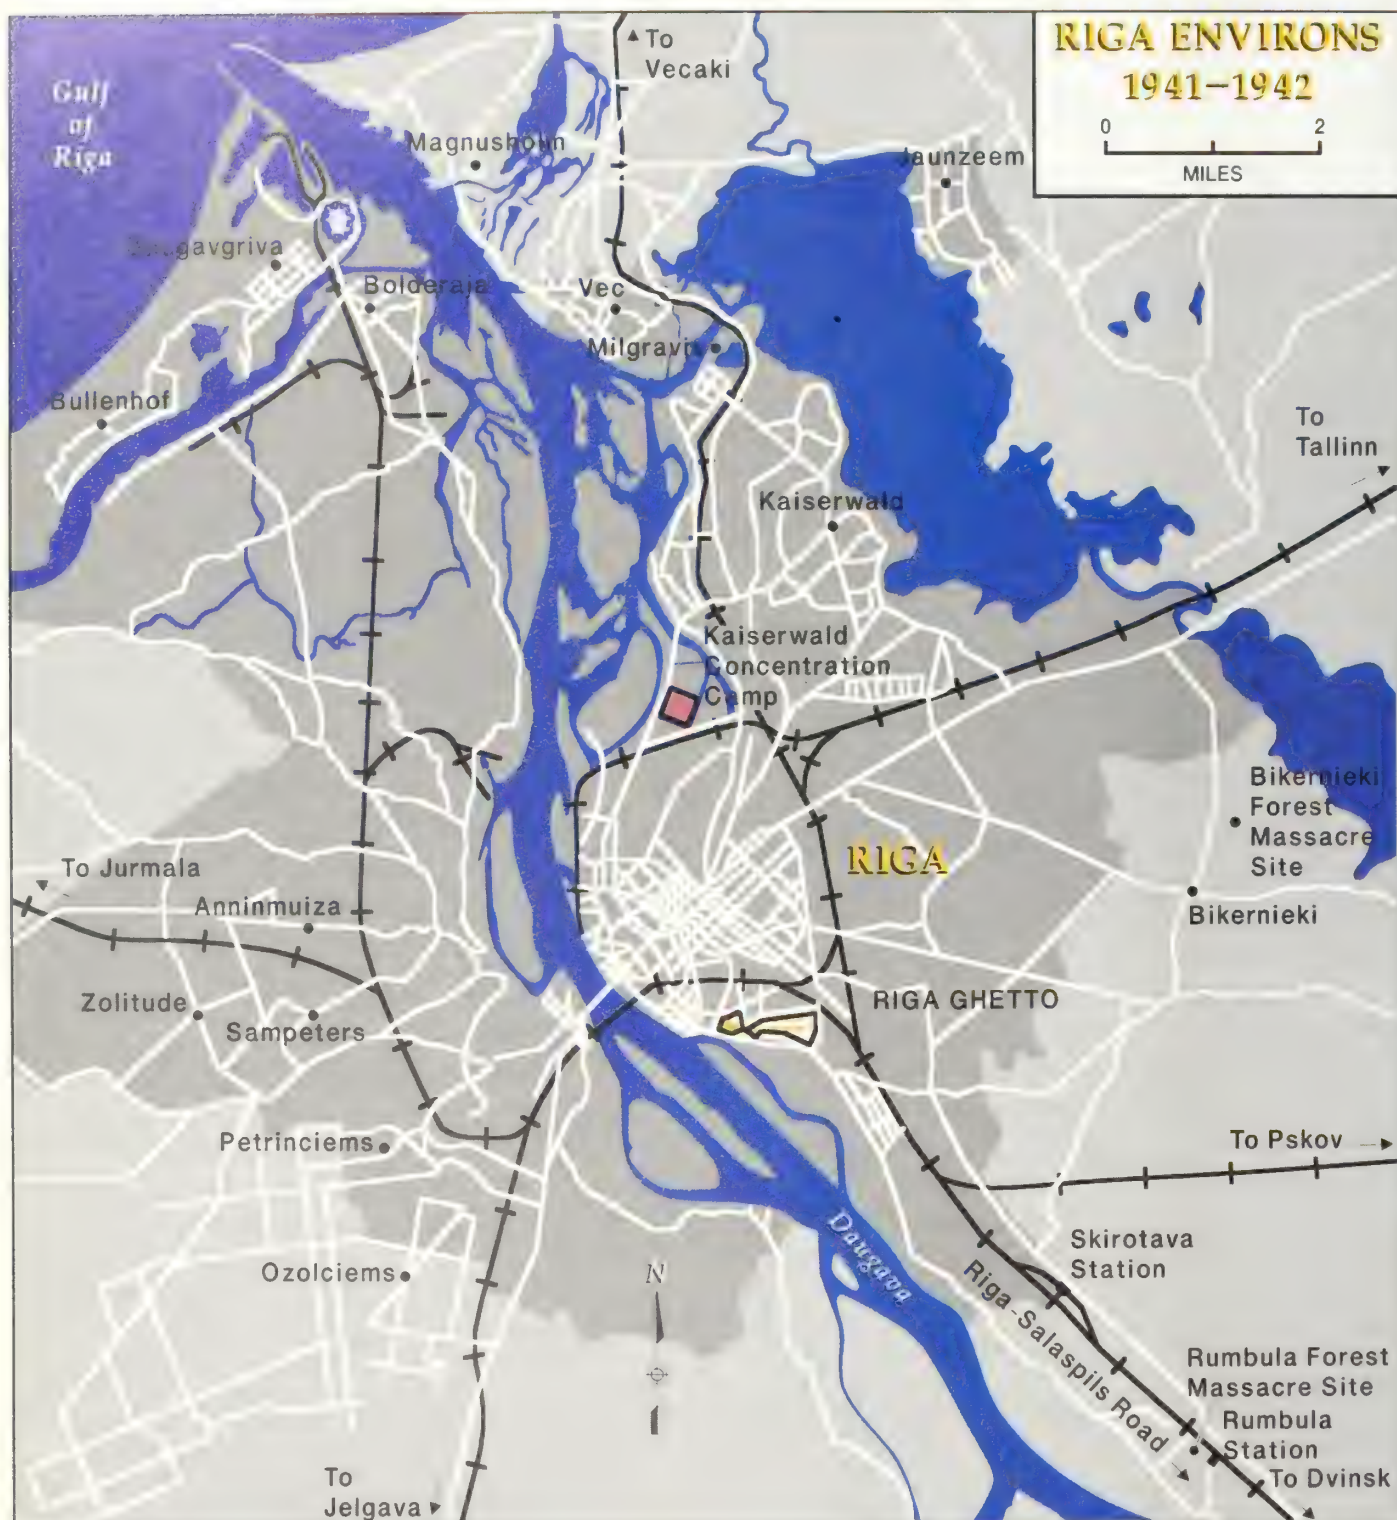 RIGA ENVIRONS
1941–1942
0 2
MILES
Gulf
of
Riga
To
Vecaki
Magnusholm
Jaunzeem
Bolderaja
Vec
Milgravis
Bullenhof
To
Tallinn
Kaiserwald
Kaiserwald
Concentration
Camp
Bikernieki
Forest
Massacre
Site
RIGA
To Jurmala
Anninmuiza
Bikernieki
Zolitude
Sampeters
RIGA GHETTO
Petrinciems
To Pskov
Daugava
Skirotava
Station
Ozolciems
N
Riga-Salaspils Road
Rumbula Forest
Massacre Site
Rumbula
Station
To Dvinsk
To
Jelgava